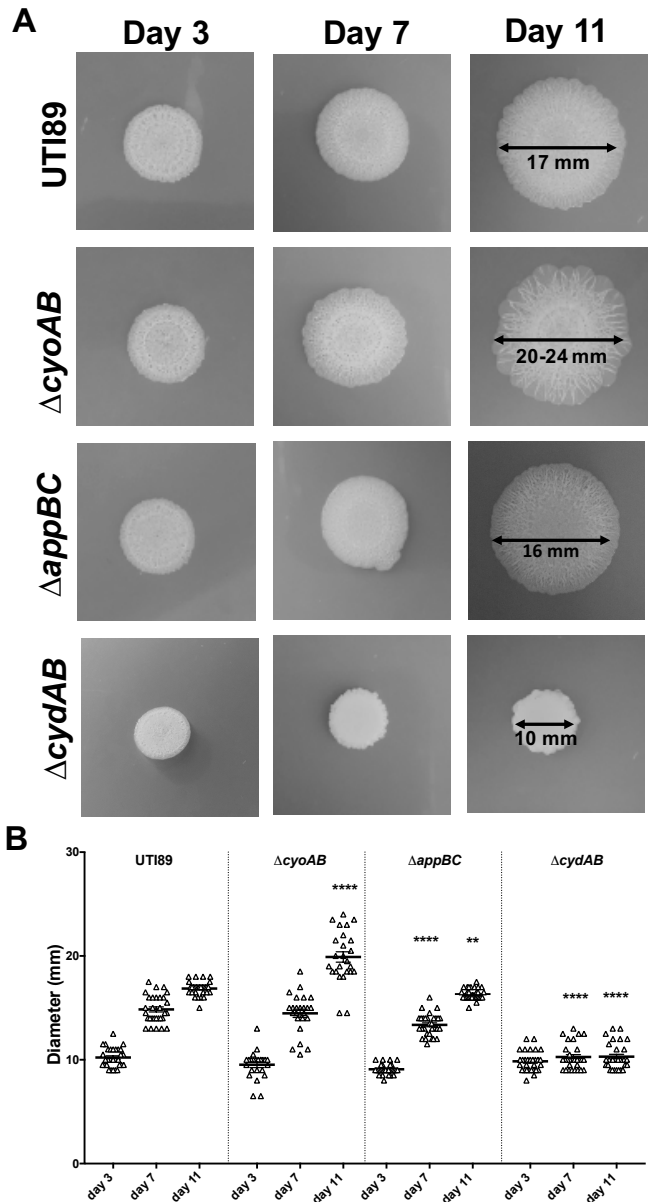 A
Day 3 Day 7 Day 11
UTI89
17 mm
ΔcyoAB
20-24 mm
ΔappBC
16 mm
ΔcydAB
10 mm
B
30
UTI89 ΔcyoAB ΔappBC ΔcydAB
**** **** ** **** ****
20
Diameter (mm)
10
0
day 3 day 7 day 11 day 3 day 7 day 11 day 3 day 7 day 11 day 3 day 7 day 11